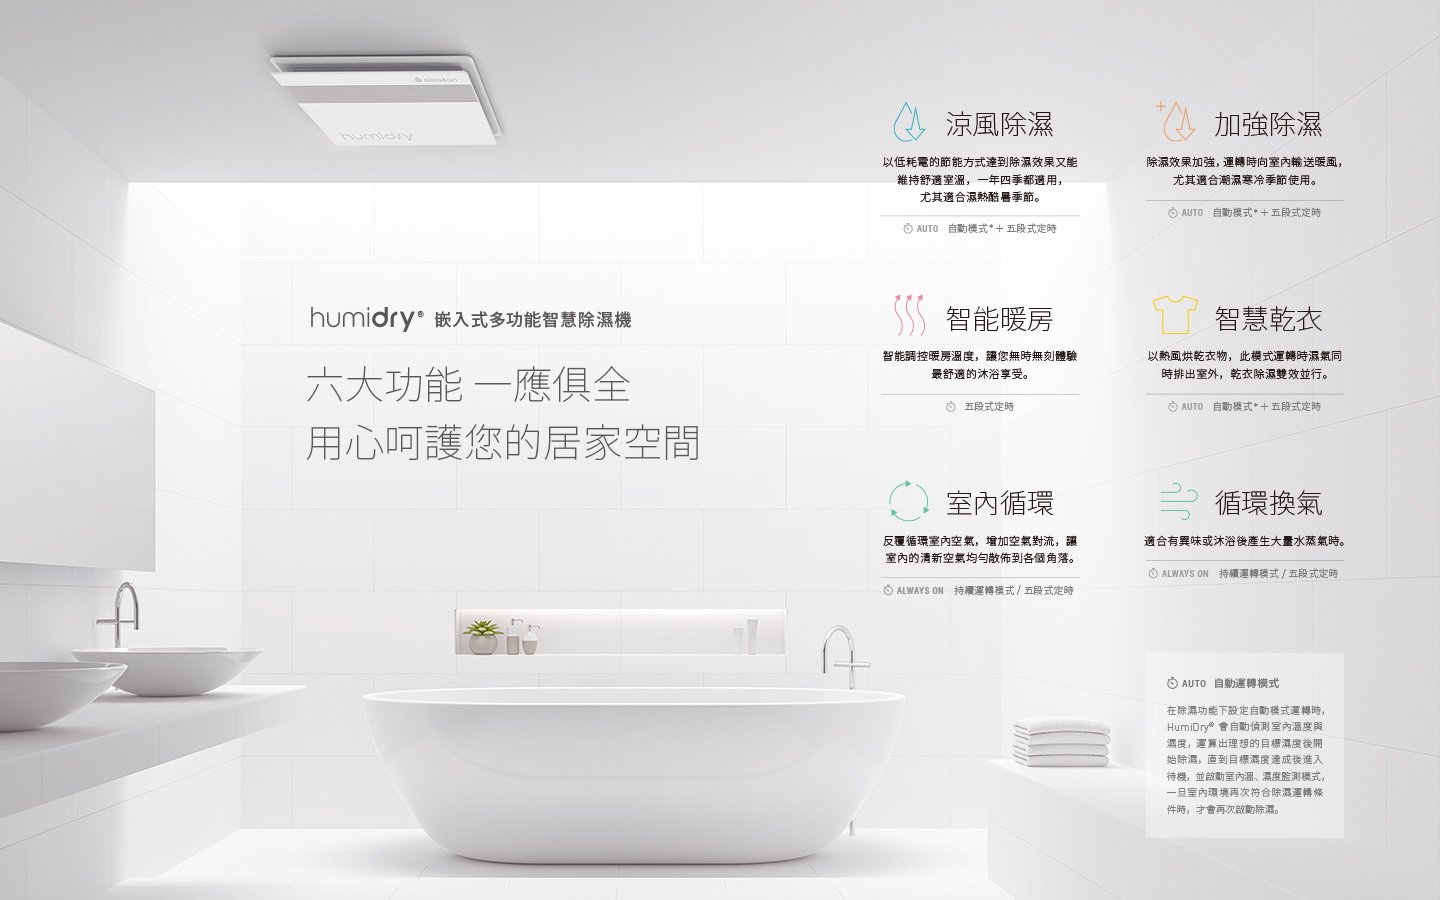 humidry
humidry® 嵌入式多功能智慧除濕機
六大功能 一應俱全
用心呵護您的居家空間
涼風除濕
以低耗電的節能方式達到除濕效果又能
維持舒適室溫，一年四季都適用，
尤其適合濕熱酷暑季節。
AUTO 自動模式*＋五段式定時
加強除濕
除濕效果加強，運轉時向室內輸送暖風，
尤其適合潮濕寒冷季節使用。
AUTO 自動模式*＋五段式定時
智能暖房
智能調控暖房溫度，讓您無時無刻體驗
最舒適的沐浴享受。
五段式定時
智慧乾衣
以熱風烘乾衣物，此模式運轉時濕氣同
時排出室外，乾衣除濕雙效並行。
AUTO 自動模式*＋五段式定時
室內循環
反覆循環室內空氣，增加空氣對流，讓
室內的清新空氣均勻散佈到各個角落。
ALWAYS ON 持續運轉模式 / 五段式定時
循環換氣
適合有異味或沐浴後產生大量水蒸氣時。
ALWAYS ON 持續運轉模式 / 五段式定時
AUTO 自動運轉模式
在除濕功能下設定自動模式運轉時，
HumiDry® 會自動偵測室內溫度與
濕度，運算出理想的目標濕度後開
始除濕，直到目標濕度達成後進入
待機，並啟動室內溫、濕度監測模式，
一旦室內環境再次符合除濕運轉條
件時，才會再次啟動除濕。